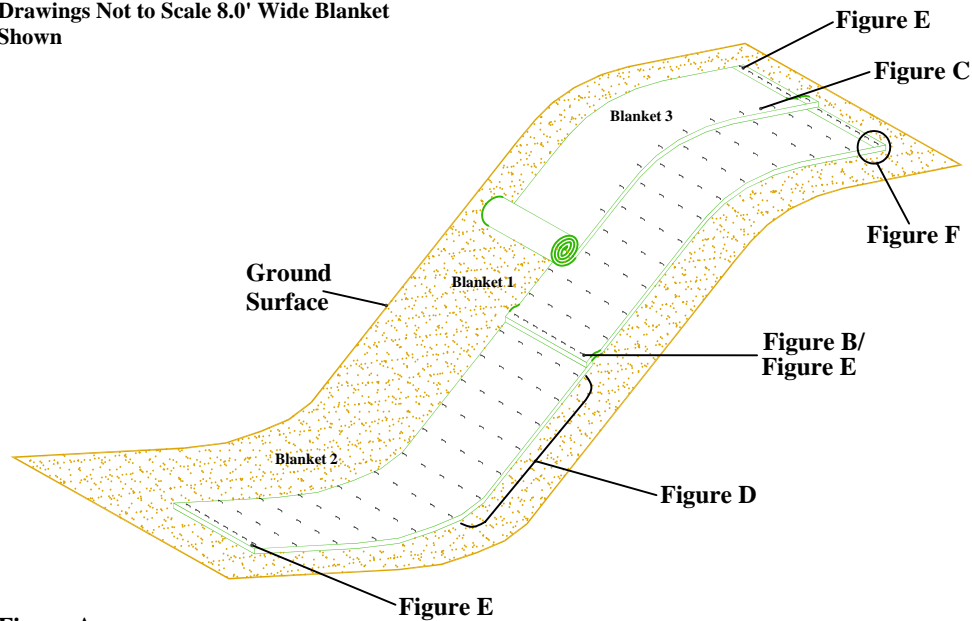 Drawings Not to Scale 8.0' Wide Blanket
Shown
Figure E
Figure C
Blanket 3
Figure F
Ground
Surface
Blanket 1
Figure B/
Figure E
Blanket 2
Figure D
Figure E